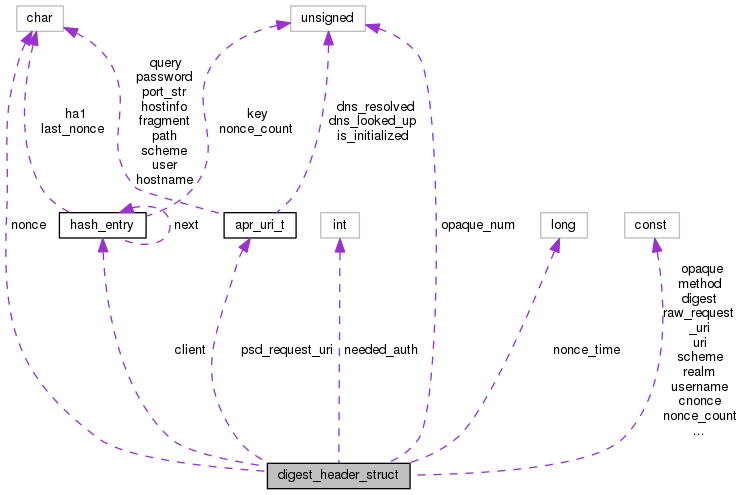 char
unsigned
query
password
port_str
hostinfo
fragment
path
scheme
user
hostname
ha1
last_nonce
key
nonce_count
dns_resolved
dns_looked_up
is_initialized
hash_entry
next
apr_uri_t
int
long
const
nonce
opaque_num
opaque
method
digest
raw_request
_uri
uri
scheme
realm
username
cnonce
nonce_count
...
client
psd_request_uri
needed_auth
nonce_time
digest_header_struct